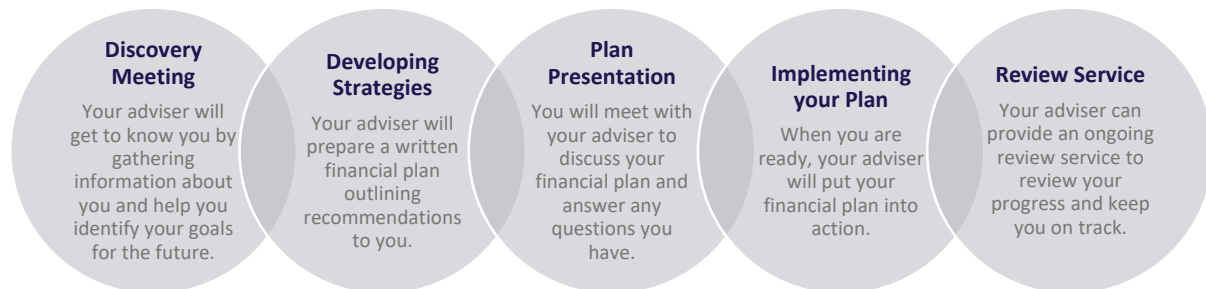 Discovery
Meeting
Your adviser will
get to know you by
gathering
information about
you and help you
identify your goals
for the future.
Developing
Strategies
Your adviser will
prepare a written
financial plan
outlining
recommendations
to you.
Plan
Presentation
You will meet with
your adviser to
discuss your
financial plan and
answer any
questions you
have.
Implementing
your Plan
When you are
ready, your adviser
will put your
financial plan into
action.
Review Service
Your adviser can
provide an ongoing
review service to
review your
progress and keep
you on track.